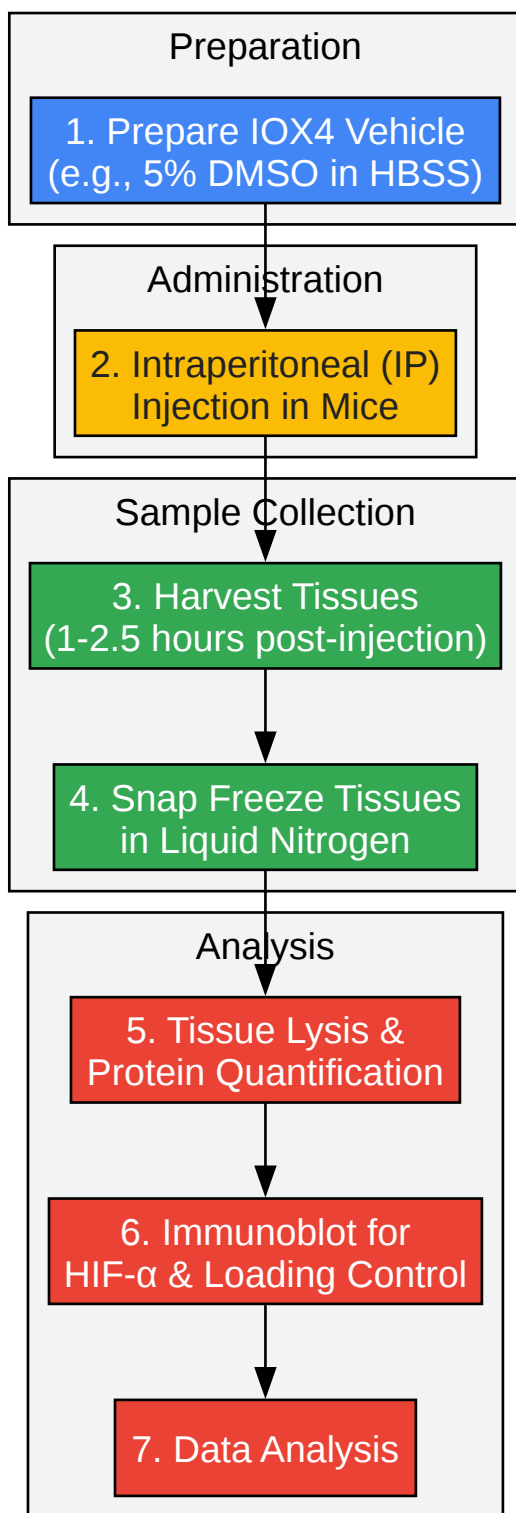 Preparation
1. Prepare IOX4 Vehicle
(e.g., 5% DMSO in HBSS)
Administration
2. Intraperitoneal (IP)
Injection in Mice
Sample Collection
3. Harvest Tissues
(1-2.5 hours post-injection)
4. Snap Freeze Tissues
in Liquid Nitrogen
Analysis
5. Tissue Lysis &
Protein Quantification
6. Immunoblot for
HIF-α & Loading Control
7. Data Analysis